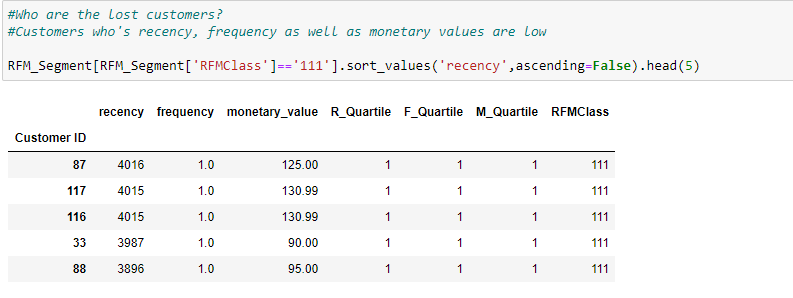 #Who are the lost customers?
#Customers who's recency, frequency as well as monetary values are low
RFM_Segment[RFM_Segment['RFMClass']=='111'].sort_values('recency',ascending=False).head(5)
recency frequency monetary_value R_Quartile F_Quartile M_Quartile RFMClass
Customer ID
87 4016 1.0 125.00 1 1 1 111
117 4015 1.0 130.99 1 1 1 111
116 4015 1.0 130.99 1 1 1 111
33 3987 1.0 90.00 1 1 1 111
88 3896 1.0 95.00 1 1 1 111